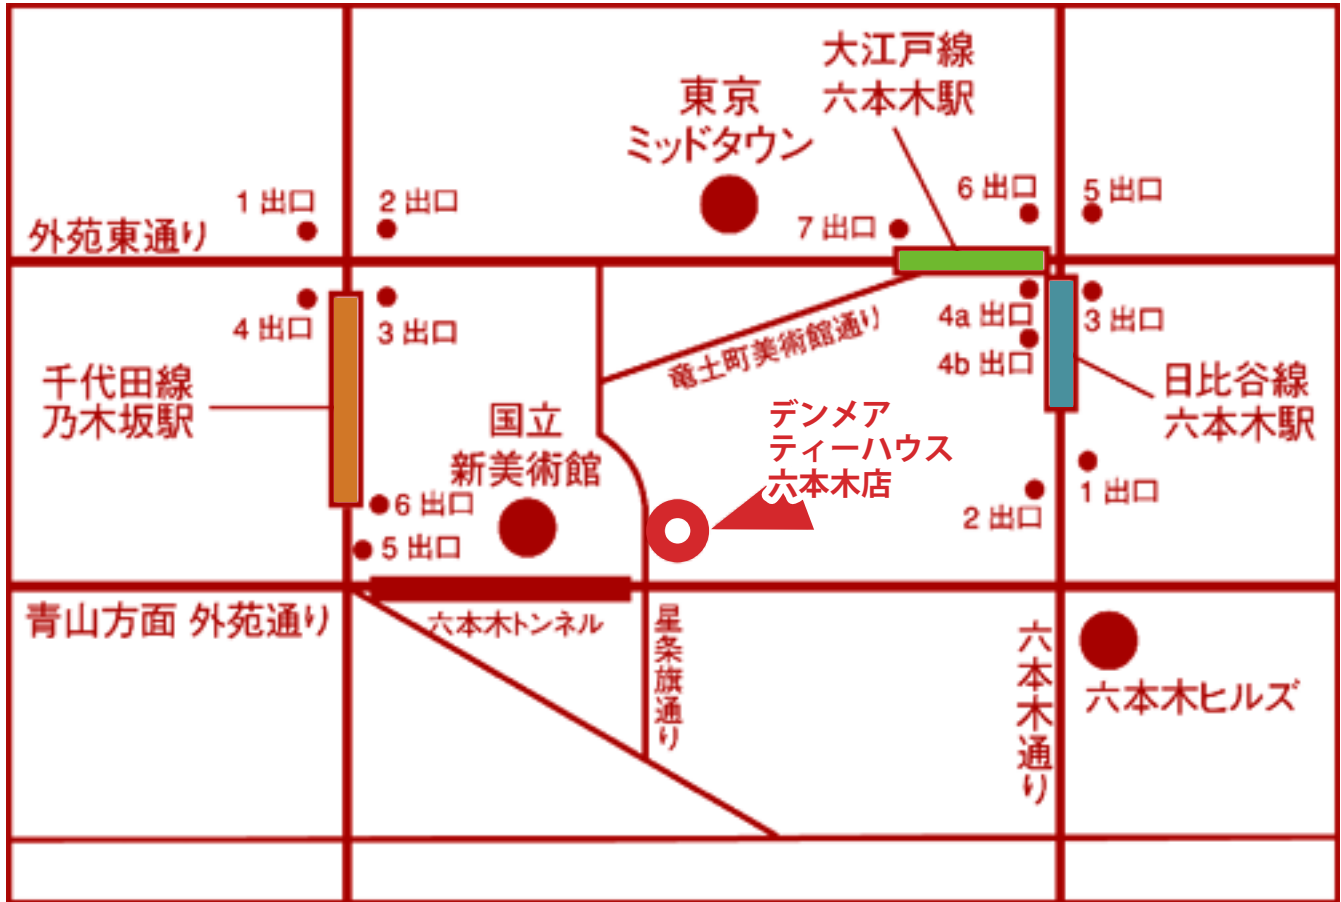 大江戸線
六本木駅
東京
ミッドタウン
1 出口
2 出口
6 出口
5 出口
7 出口
外苑東通り
4 出口
3 出口
4a 出口
3 出口
竜土町美術館通り
4b 出口
千代田線
乃木坂駅
日比谷線
六本木駅
国立
新美術館
デンメア
ティーハウス
六本木店
6 出口
1 出口
2 出口
5 出口
青山方面 外苑通り
六本木トンネル
星条旗通り
六本木通り
六本木ヒルズ